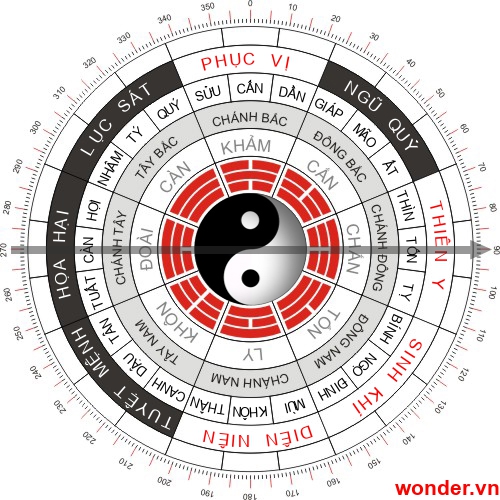 0
10
20
30
40
50
60
70
80
90
100
110
120
130
140
150
160
170
180
190
200
210
220
230
240
250
260
270
280
290
300
310
320
330
340
350
PHỤC VỊ
NGŨ QUỶ
THIÊN Y
SINH KHÍ
DIÊN NIÊN
TUYỆT MỆNH
HỌA HẠI
LỤC SÁT
SỬU
CẤN
DẦN
GIÁP
MÃO
ẤT
THÌN
TỐN
TỴ
BÍNH
NGỌ
ĐINH
MÙI
KHÔN
THÂN
CANH
DẬU
TÂN
TUẤT
CÀN
HỢI
NHÂM
TÝ
QUÝ
CHÁNH BẮC
ĐÔNG BẮC
CHÁNH ĐÔNG
ĐÔNG NAM
CHÁNH NAM
TÂY NAM
CHÁNH TÂY
TÂY BẮC
KHẢM
CẤN
CHẤN
TỐN
LY
KHÔN
ĐOÀI
CÀN
wonder.vn